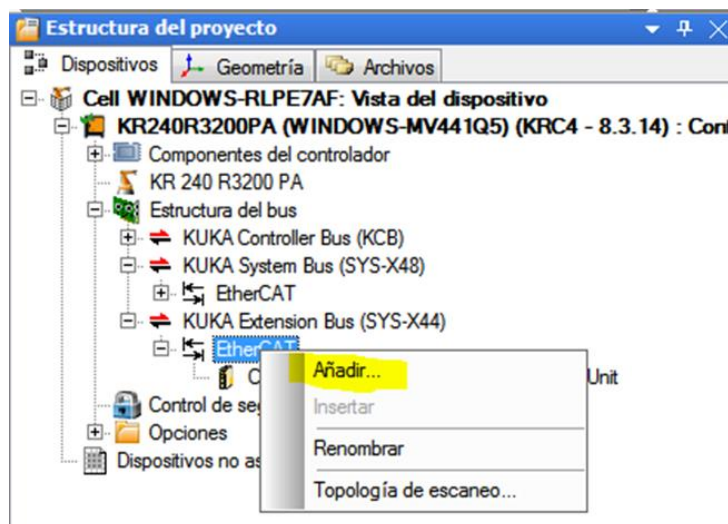 Estructura del proyecto
Dispositivos Geometría Archivos
Cell WINDOWS-RLPE7AF: Vista del dispositivo
KR240R3200PA (WINDOWS-MV441Q5) (KRC4 - 8.3.14) : Con
Componentes del controlador
KR 240 R3200 PA
Estructura del bus
KUKA Controller Bus (KCB)
KUKA System Bus (SYS-X48)
EtherCAT
KUKA Extension Bus (SYS-X44)
EtherCAT
Añadir...
Unit
Control de se
Insertar
Opciones
Renombrar
Dispositivos no as
Topología de escaneo...